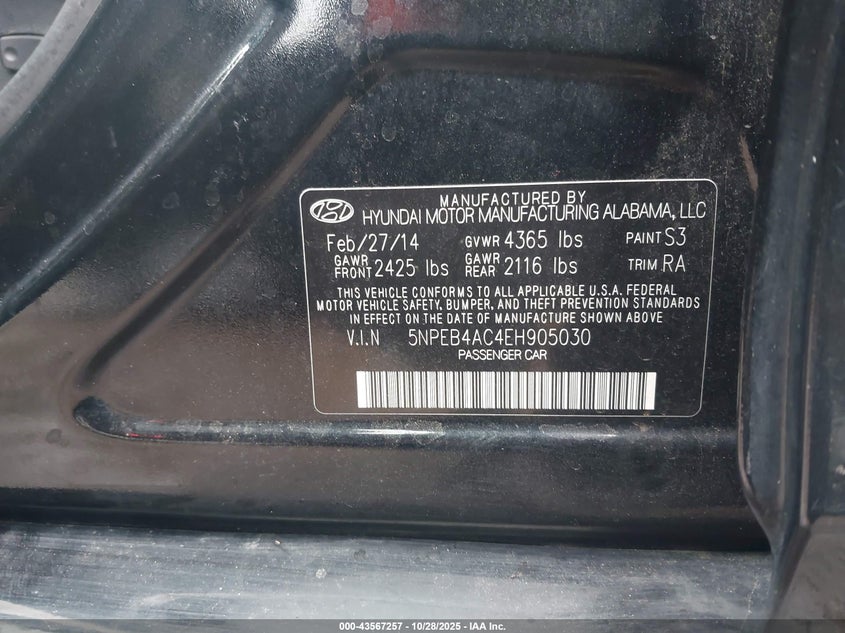 MANUFACTURED BY
HYUNDAI MOTOR MANUFACTURING ALABAMA, LLC
Feb/27/14 GVWR 4365 lbs PAINT S3
GAWR FRONT 2425 lbs GAWR REAR 2116 lbs TRIM RA
THIS VEHICLE CONFORMS TO ALL APPLICABLE U.S.A. FEDERAL
MOTOR VEHICLE SAFETY, BUMPER, AND THEFT PREVENTION STANDARDS
IN EFFECT ON THE DATE OF MANUFACTURE SHOWN ABOVE
V.I.N 5NPEB4AC4EH905030
PASSENGER CAR
000-43567257 | 10/28/2025 | IAA Inc.